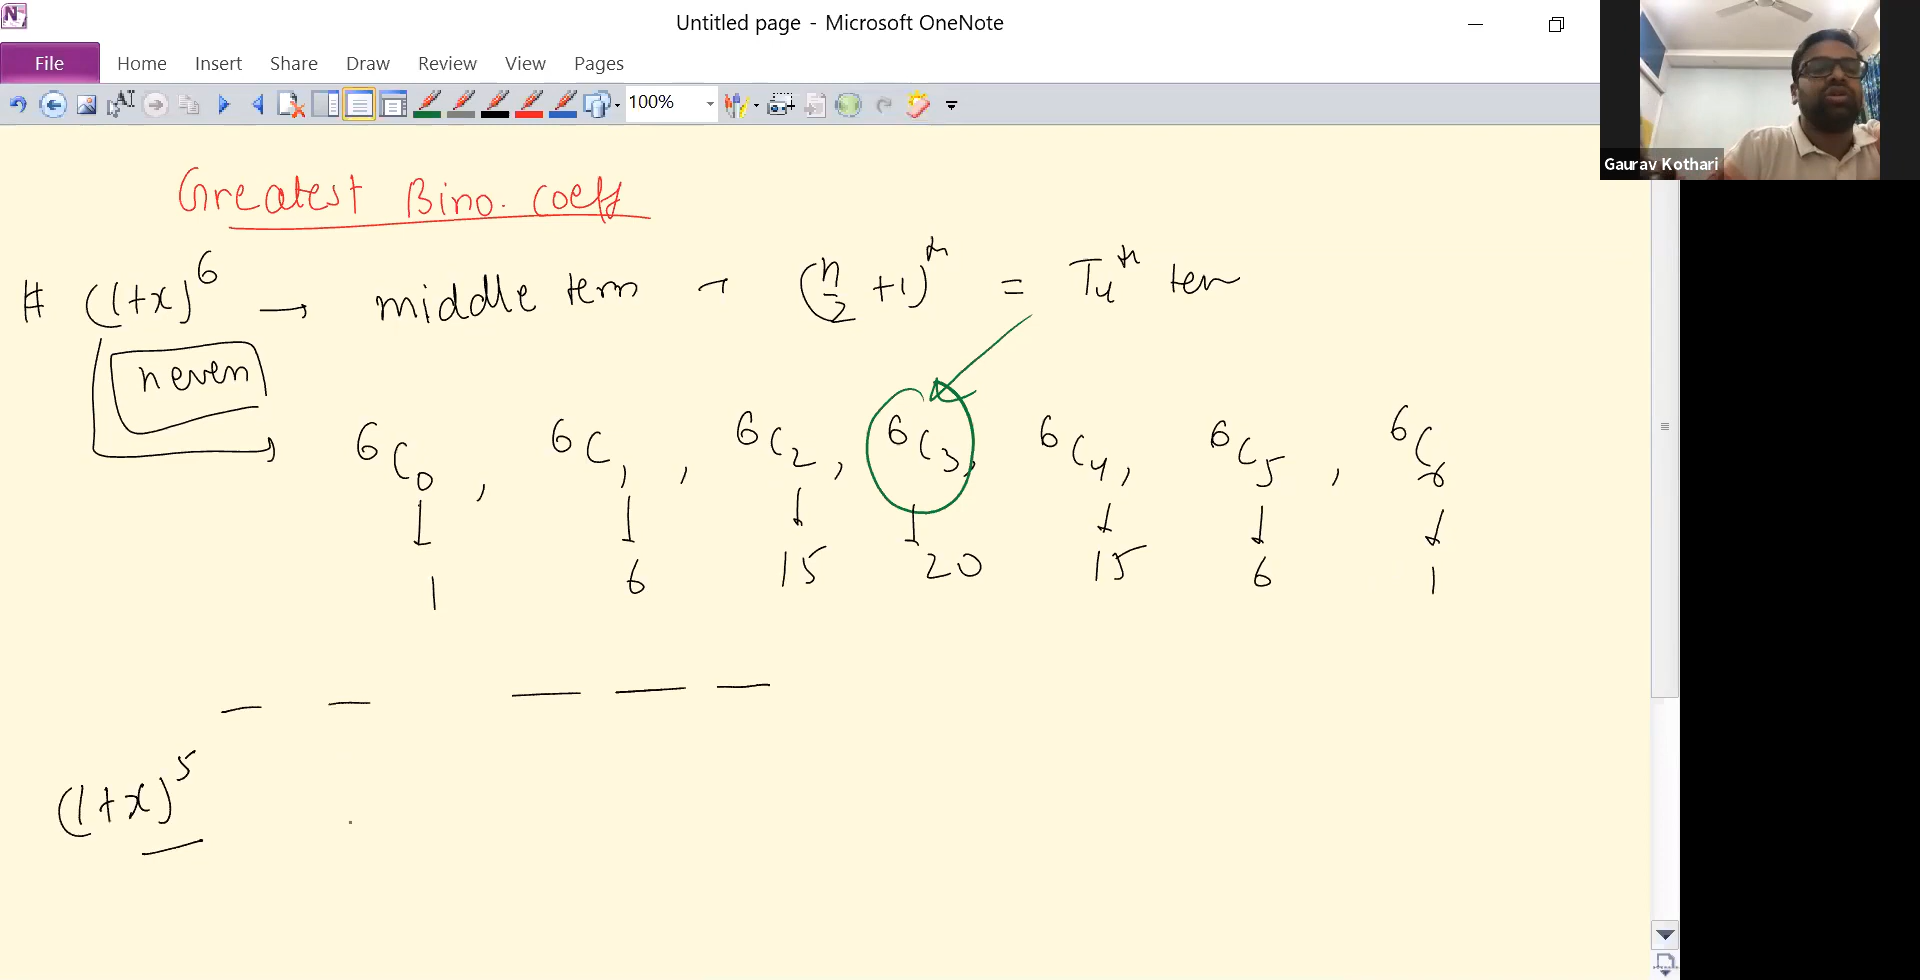 Untitled page - Microsoft OneNote
File Home Insert Share Draw Review View Pages
100%
Gaurav Kothari
Greatest Bino. coeff
# (1+x)^6 → middle term → (n/2 +1)^th = T4^th ter
n even
6C0, 6C1, 6C2, 6C3, 6C4, 6C5, 6C6
1 6 15 20 15 6 1
(1+x)^5